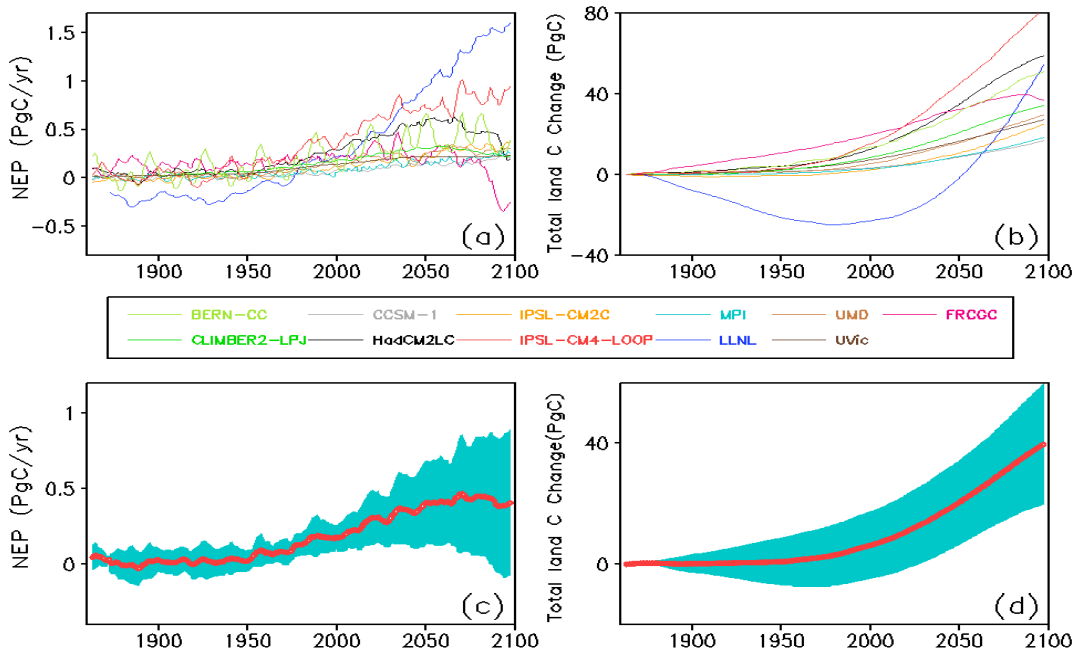 NEP (PgC/yr)
1.5
1
0.5
0
−0.5
(a)
1900 1950 2000 2050 2100
Total land C Change (PgC)
80
40
0
−40
(b)
1900 1950 2000 2050 2100
BERN−CC CCSM−1 IPSL−CM2C MPI UMD FRCGC
CLIMBER2−LPJ HadCM2LC IPSL−CM4−LOOP LLNL UVic
NEP (PgC/yr)
1
0.5
0
(c)
1900 1950 2000 2050 2100
Total land C Change(PgC)
40
0
(d)
1900 1950 2000 2050 2100